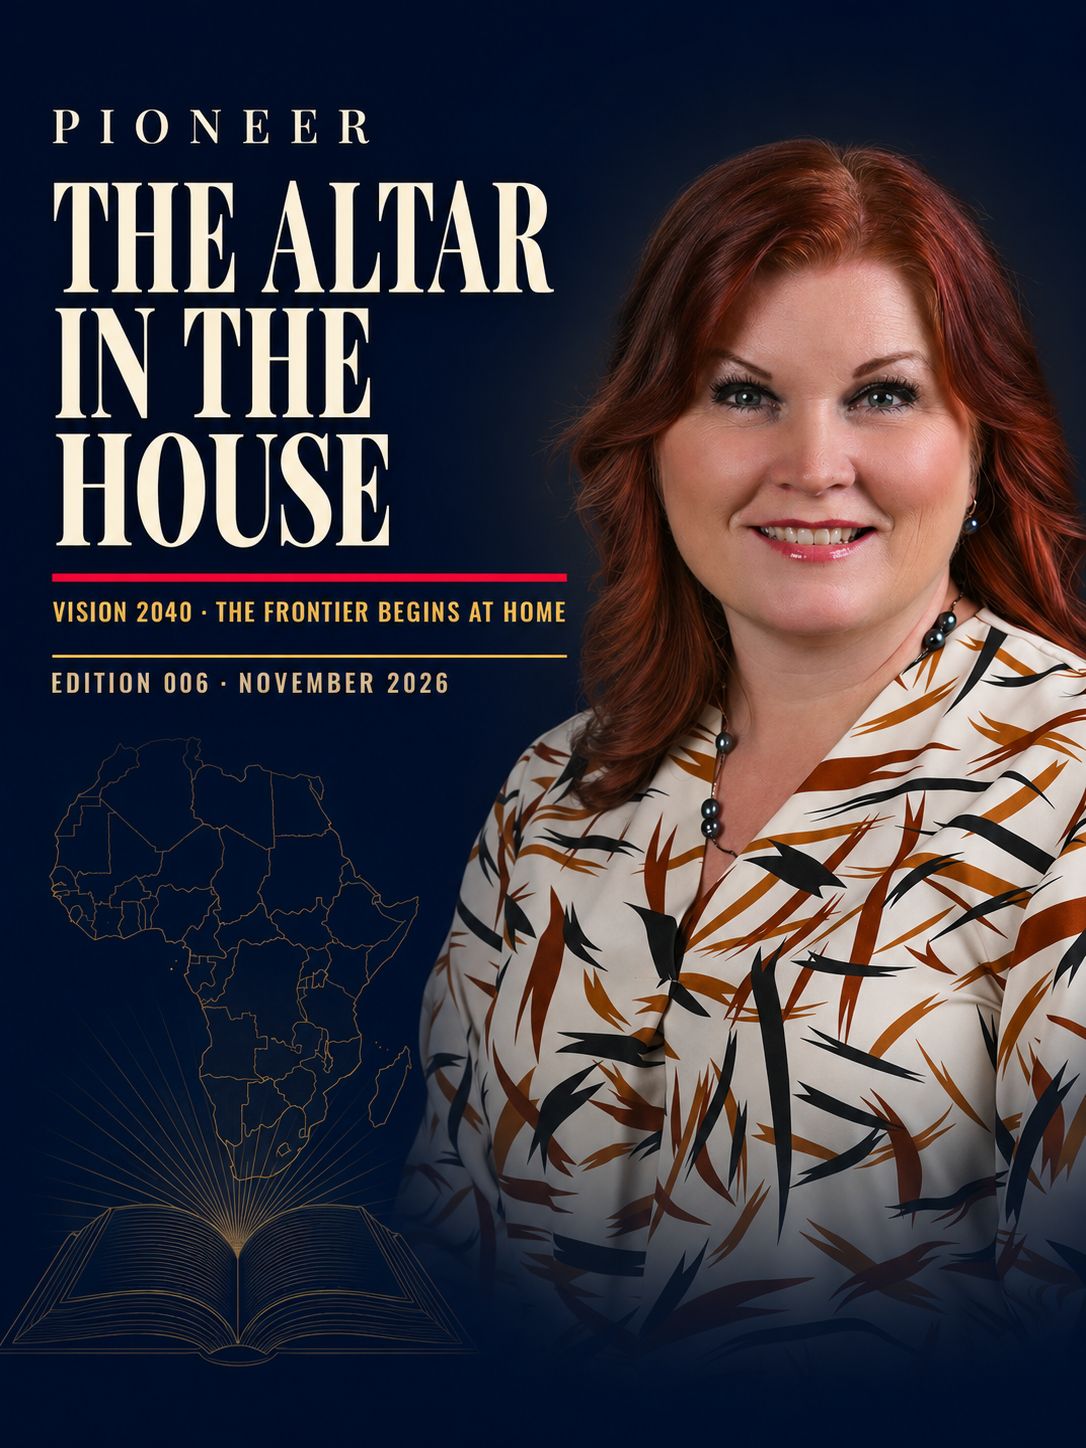 PIONEER
THE ALTAR
IN THE
HOUSE
VISION 2040 · THE FRONTIER BEGINS AT HOME
EDITION 006 · NOVEMBER 2026